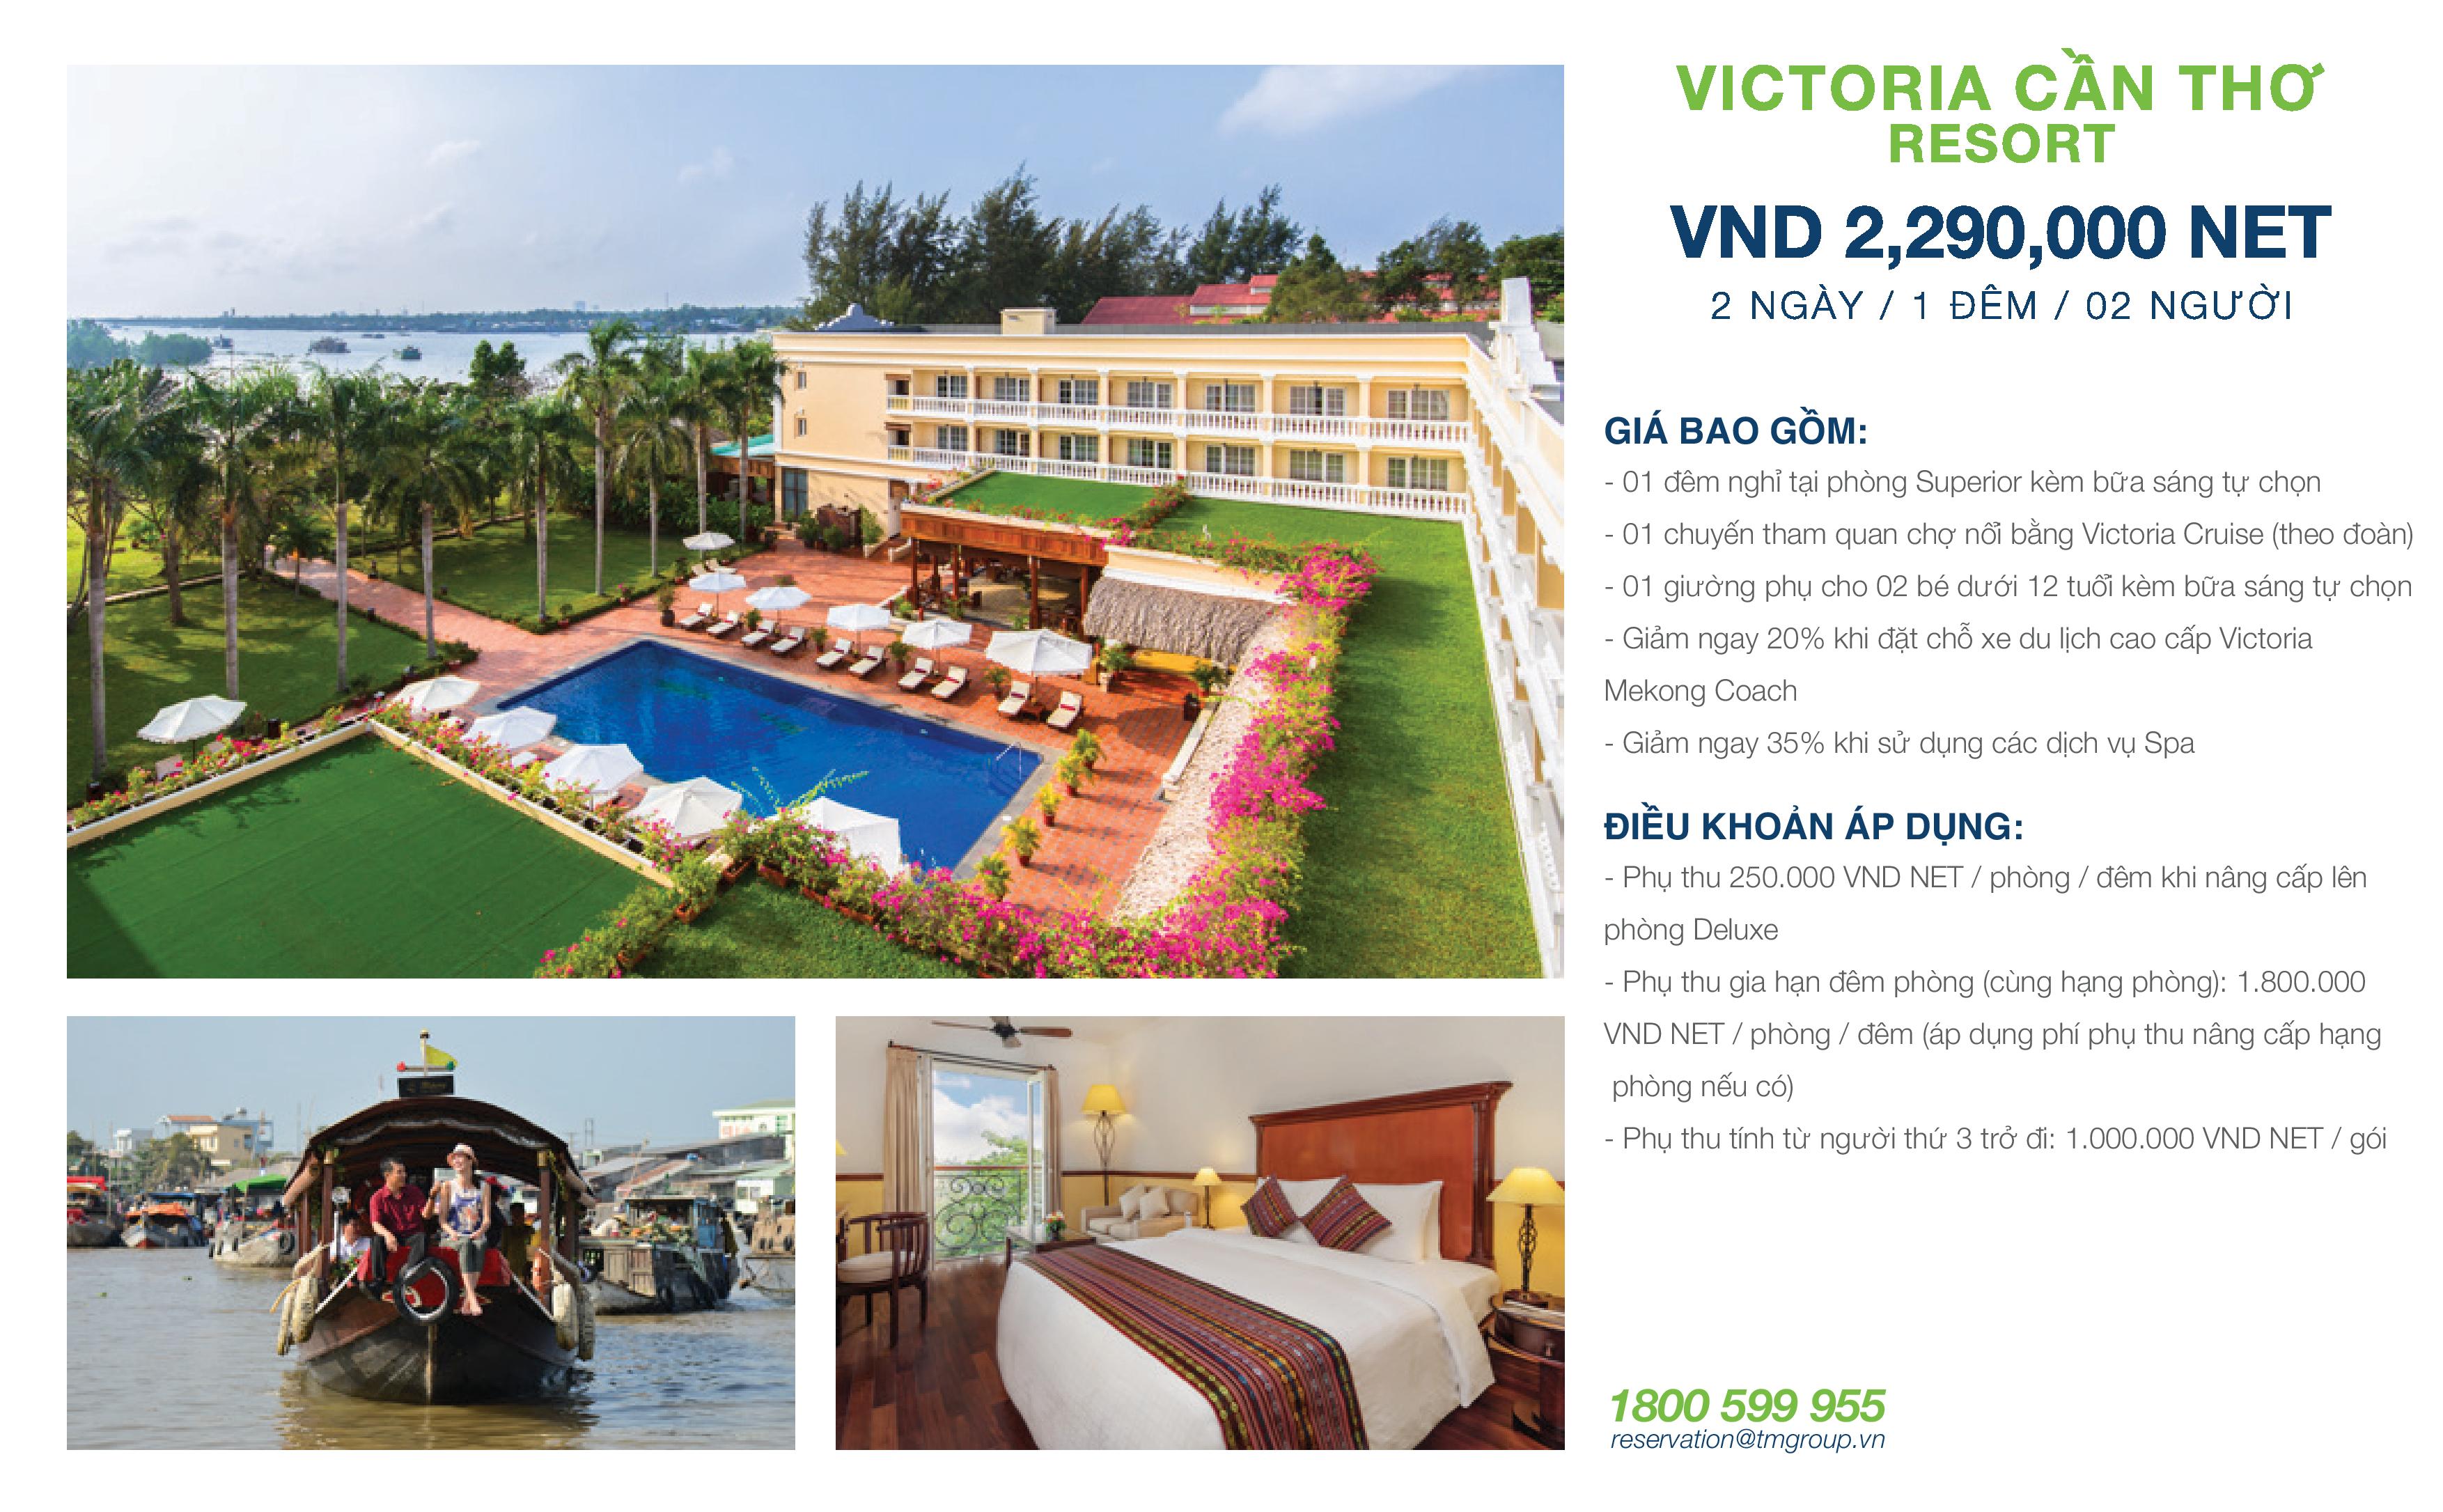 VICTORIA CẦN THƠ
RESORT
VND 2,290,000 NET
2 NGÀY / 1 ĐÊM / 02 NGƯỜI
GIÁ BAO GỒM:
- 01 đêm nghỉ tại phòng Superior kèm bữa sáng tự chọn
- 01 chuyến tham quan chợ nổi bằng Victoria Cruise (theo đoàn)
- 01 giường phụ cho 02 bé dưới 12 tuổi kèm bữa sáng tự chọn
- Giảm ngay 20% khi đặt chỗ xe du lịch cao cấp Victoria
Mekong Coach
- Giảm ngay 35% khi sử dụng các dịch vụ Spa
ĐIỀU KHOẢN ÁP DỤNG:
- Phụ thu 250.000 VND NET / phòng / đêm khi nâng cấp lên
phòng Deluxe
- Phụ thu gia hạn đêm phòng (cùng hạng phòng): 1.800.000
VND NET / phòng / đêm (áp dụng phí phụ thu nâng cấp hạng
phòng nếu có)
- Phụ thu tính từ người thứ 3 trở đi: 1.000.000 VND NET / gói
1800 599 955
reservation@tmgroup.vn